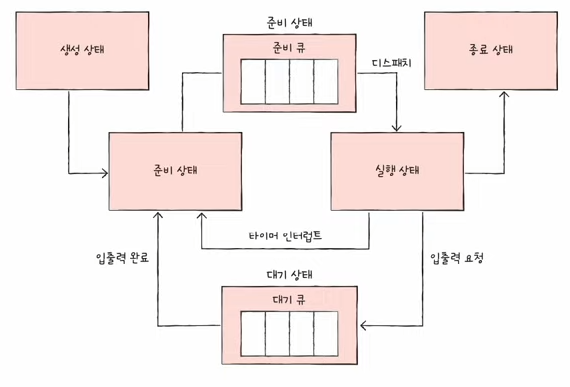 준비 상태
생성 상태
준비 큐
종료 상태
디스패치
준비 상태
실행 상태
타이머 인터럽트
입출력 완료
입출력 요청
대기 상태
대기 큐